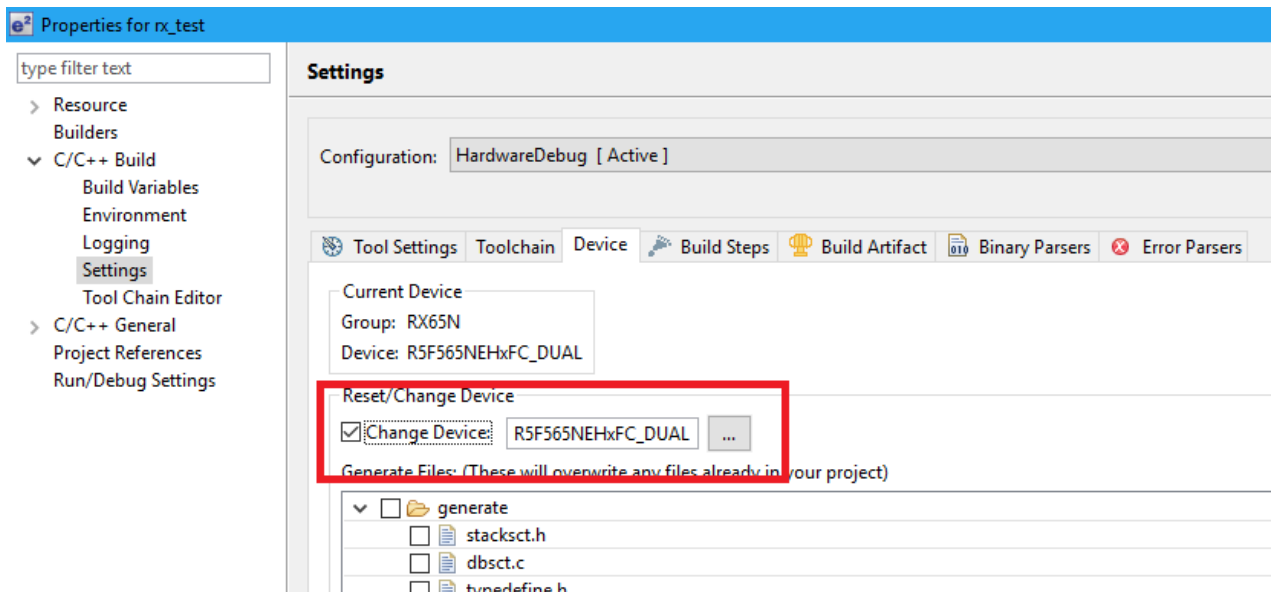 e² Properties for rx_test
type filter text
Resource
Builders
C/C++ Build
Build Variables
Environment
Logging
Settings
Tool Chain Editor
C/C++ General
Project References
Run/Debug Settings
Settings
Configuration: HardwareDebug [ Active ]
Tool Settings Toolchain Device Build Steps Build Artifact 010 Binary Parsers Error Parsers
Current Device
Group: RX65N
Device: R5F565NEHxFC_DUAL
Reset/Change Device
Change Device: R5F565NEHxFC_DUAL ...
Generate Files: (These will overwrite any files already in your project)
generate
stacksct.h
dbsct.c
typedefine.h